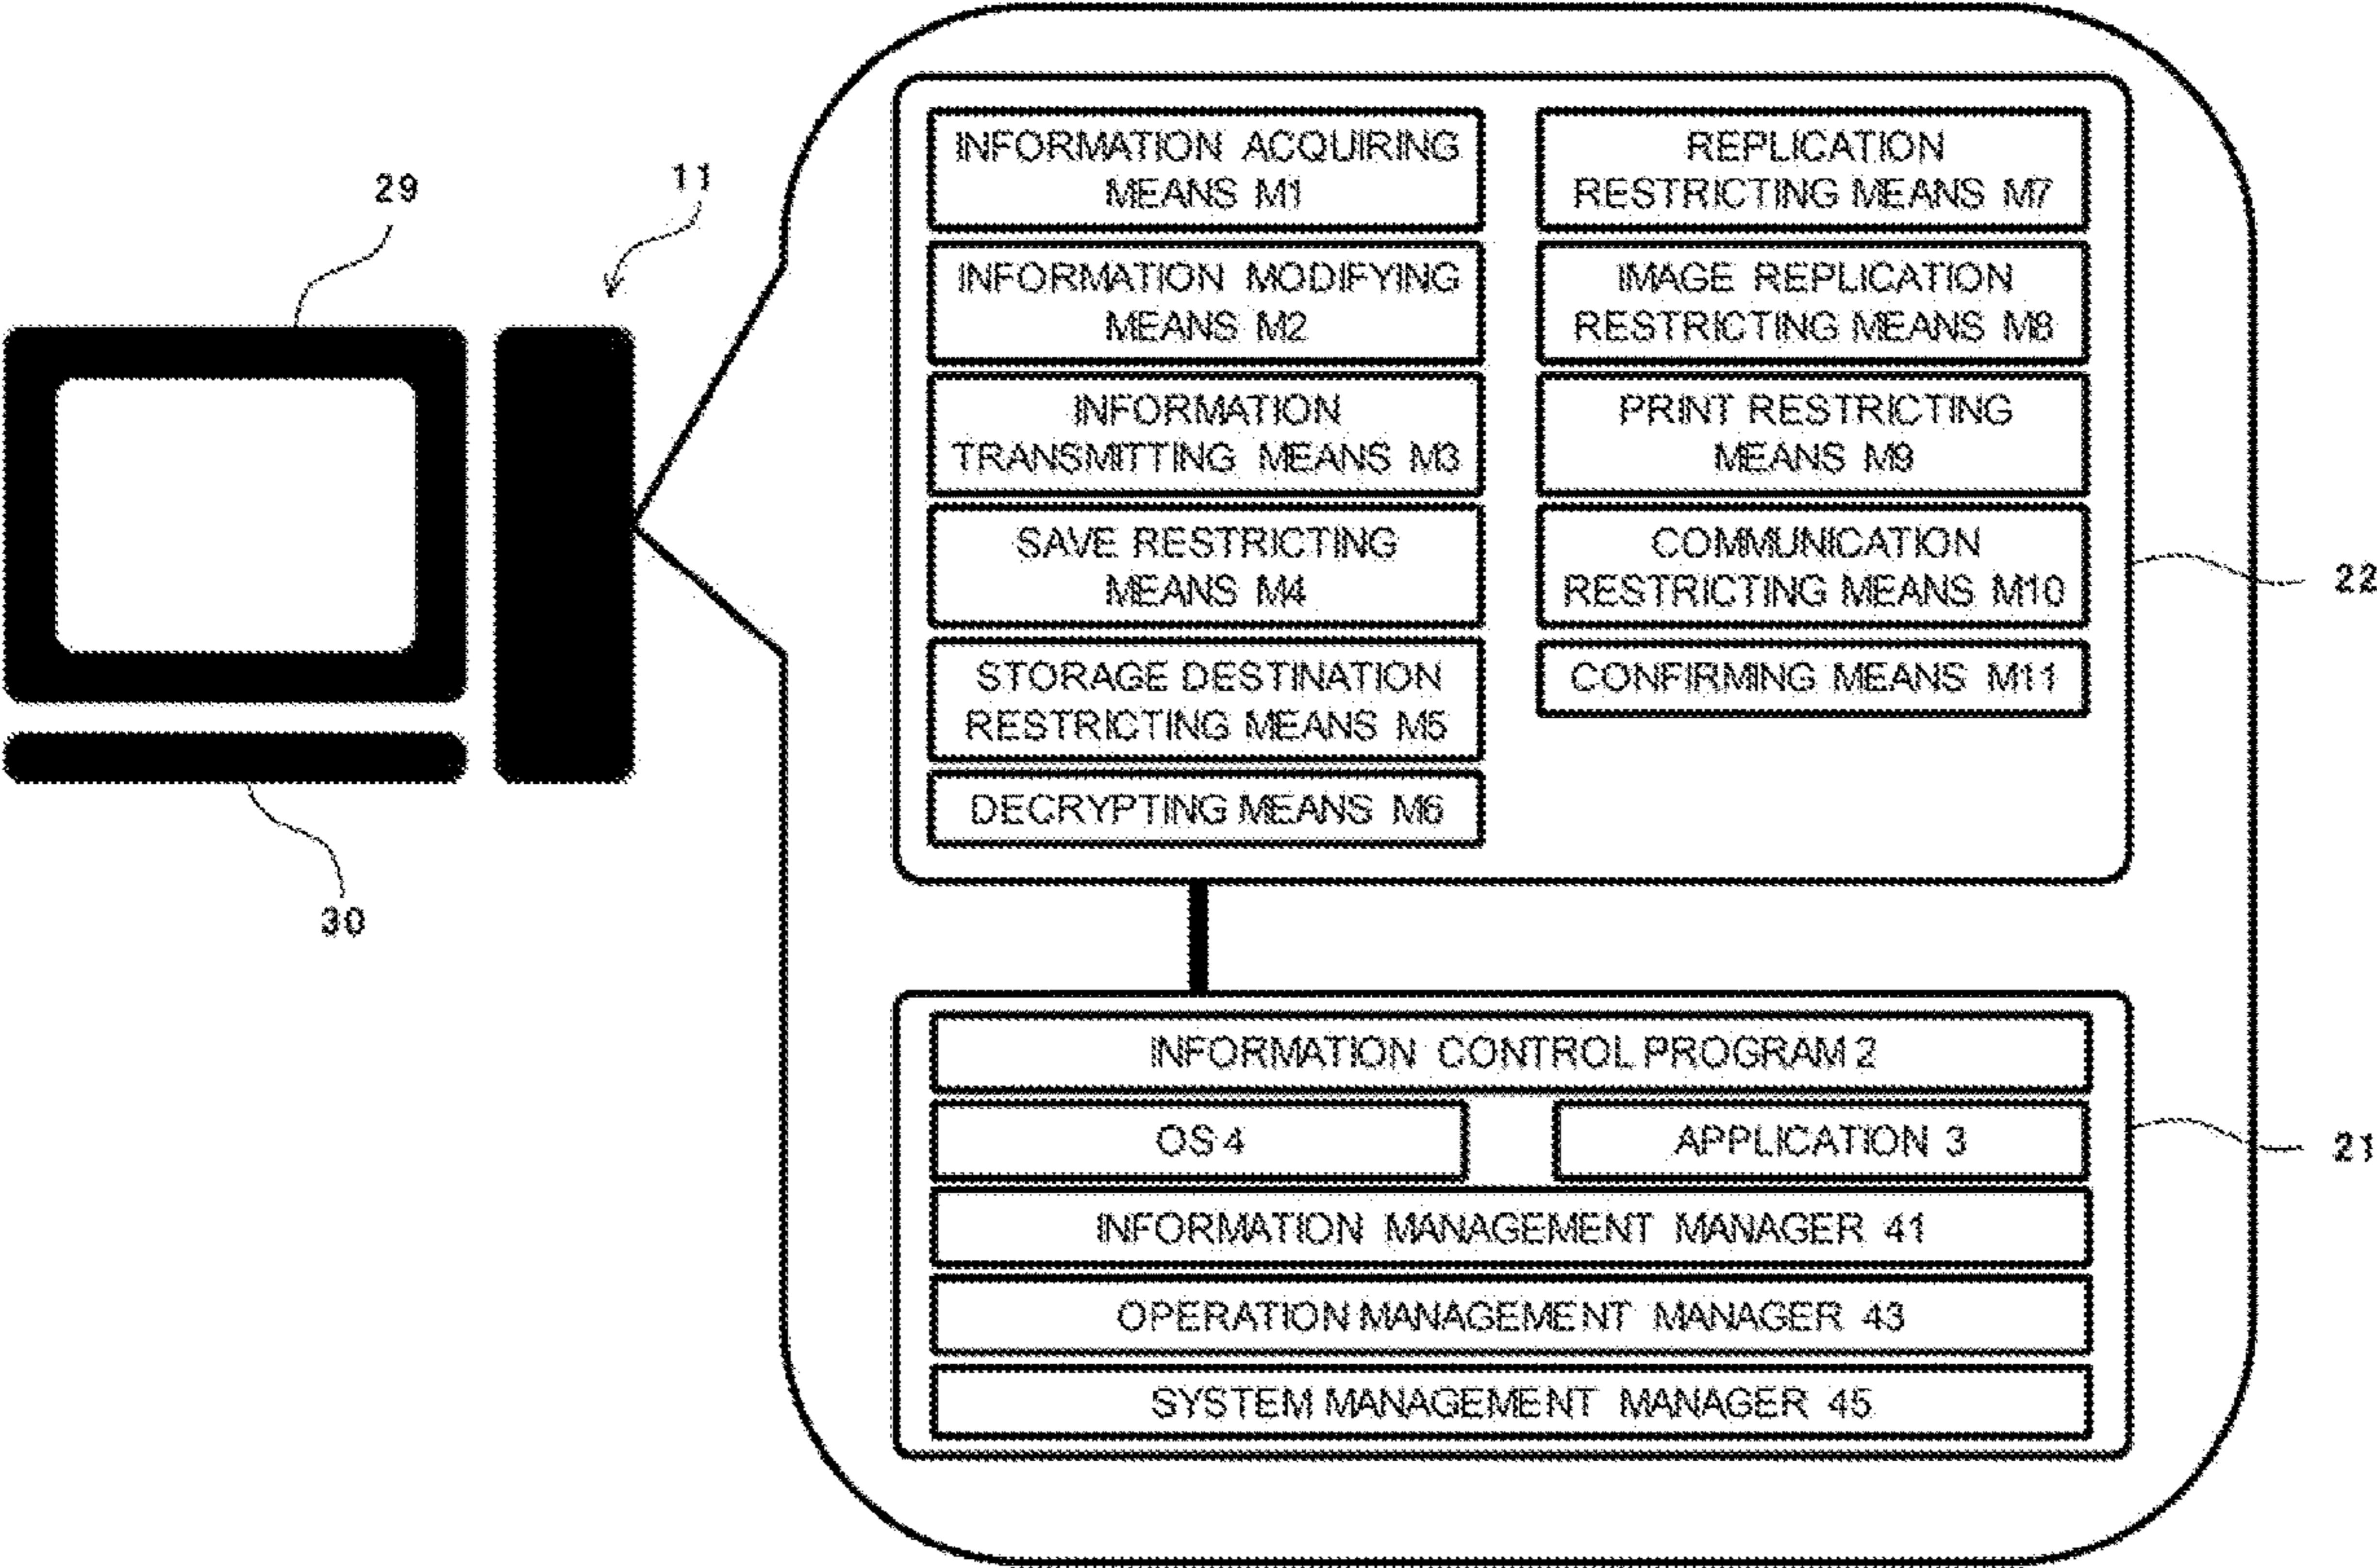 29
11
30
INFORMATION ACQUIRING
MEANS M1
INFORMATION MODIFYING
MEANS M2
INFORMATION
TRANSMITTING MEANS M3
SAVE RESTRICTING
MEANS M4
STORAGE DESTINATION
RESTRICTING MEANS M5
DECRYPTING MEANS M6
REPLICATION
RESTRICTING MEANS M7
IMAGE REPLICATION
RESTRICTING MEANS M8
PRINT RESTRICTING
MEANS M9
COMMUNICATION
RESTRICTING MEANS M10
CONFIRMING MEANS M11
22
INFORMATION CONTROL PROGRAM 2
OS 4
APPLICATION 3
INFORMATION MANAGEMENT MANAGER 41
OPERATION MANAGEMENT MANAGER 43
SYSTEM MANAGEMENT MANAGER 45
21